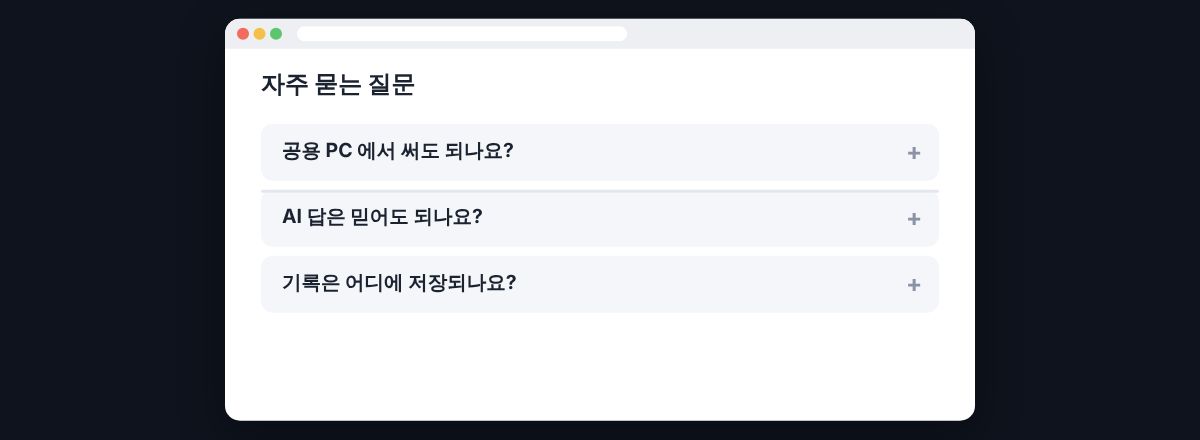 자주 묻는 질문
공용 PC 에서 써도 되나요?
+
AI 답은 믿어도 되나요?
+
기록은 어디에 저장되나요?
+